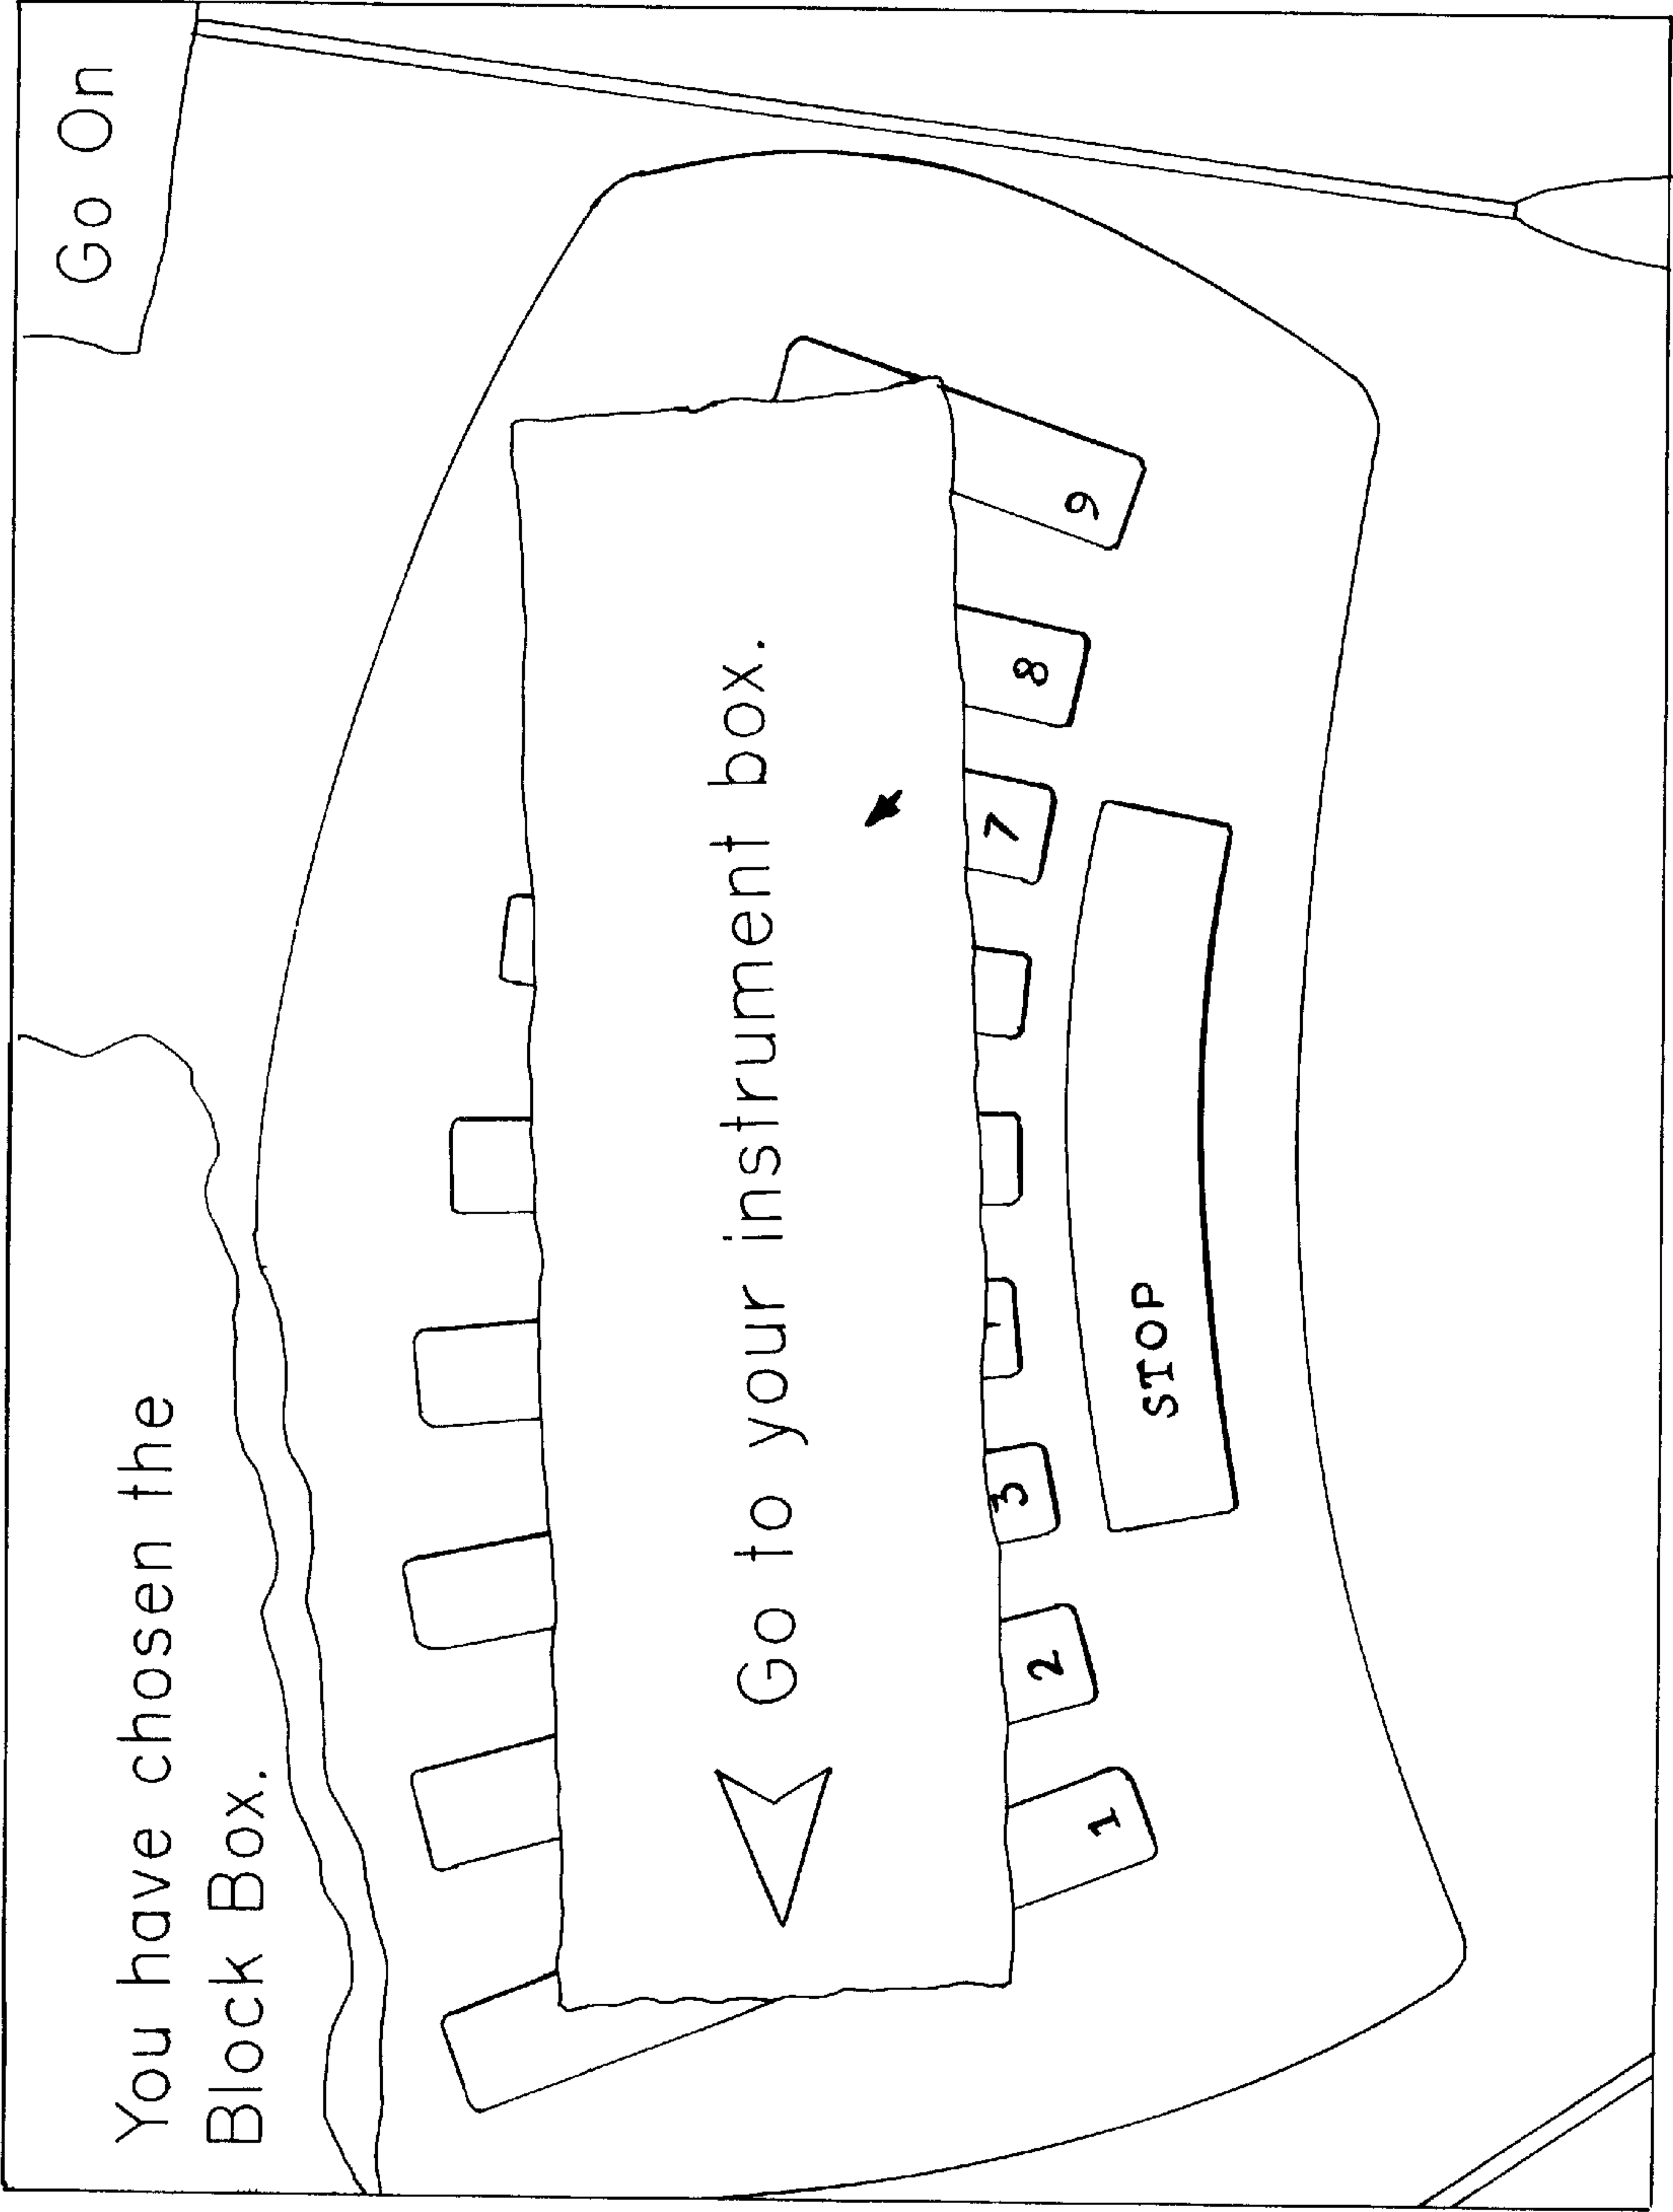 You have chosen the
Block Box.
Go On
Go to your instrument box.
1
2
3
7
8
9
STOP